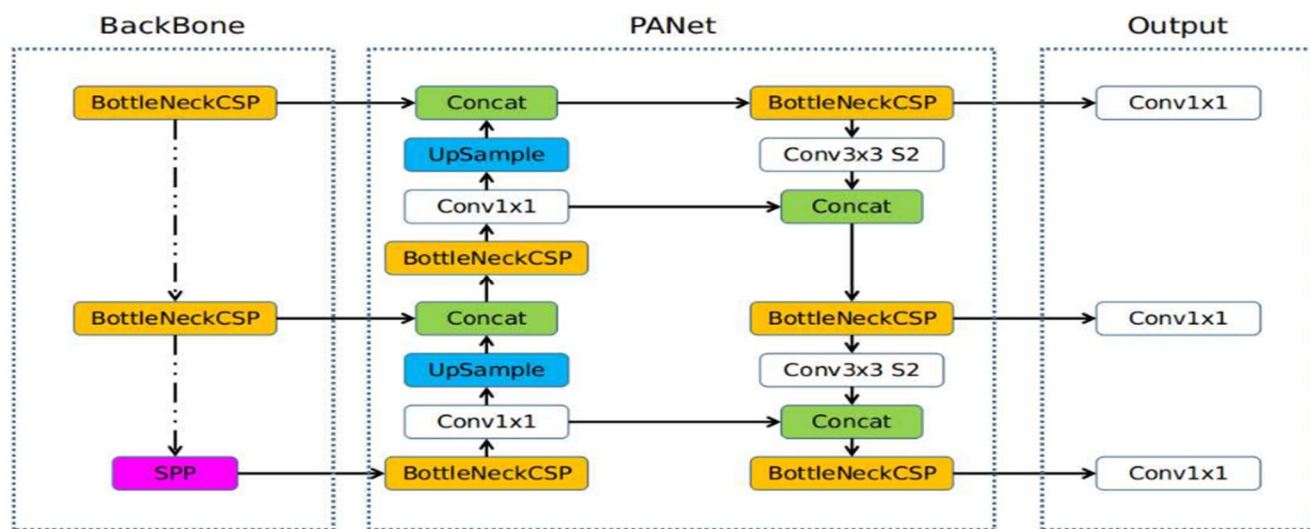 BackBone
PANet
Output
BottleNeckCSP
Concat
BottleNeckCSP
Conv1x1
UpSample
Conv3x3 S2
Conv1x1
Concat
BottleNeckCSP
BottleNeckCSP
Concat
BottleNeckCSP
Conv1x1
UpSample
Conv3x3 S2
Conv1x1
Concat
SPP
BottleNeckCSP
BottleNeckCSP
Conv1x1